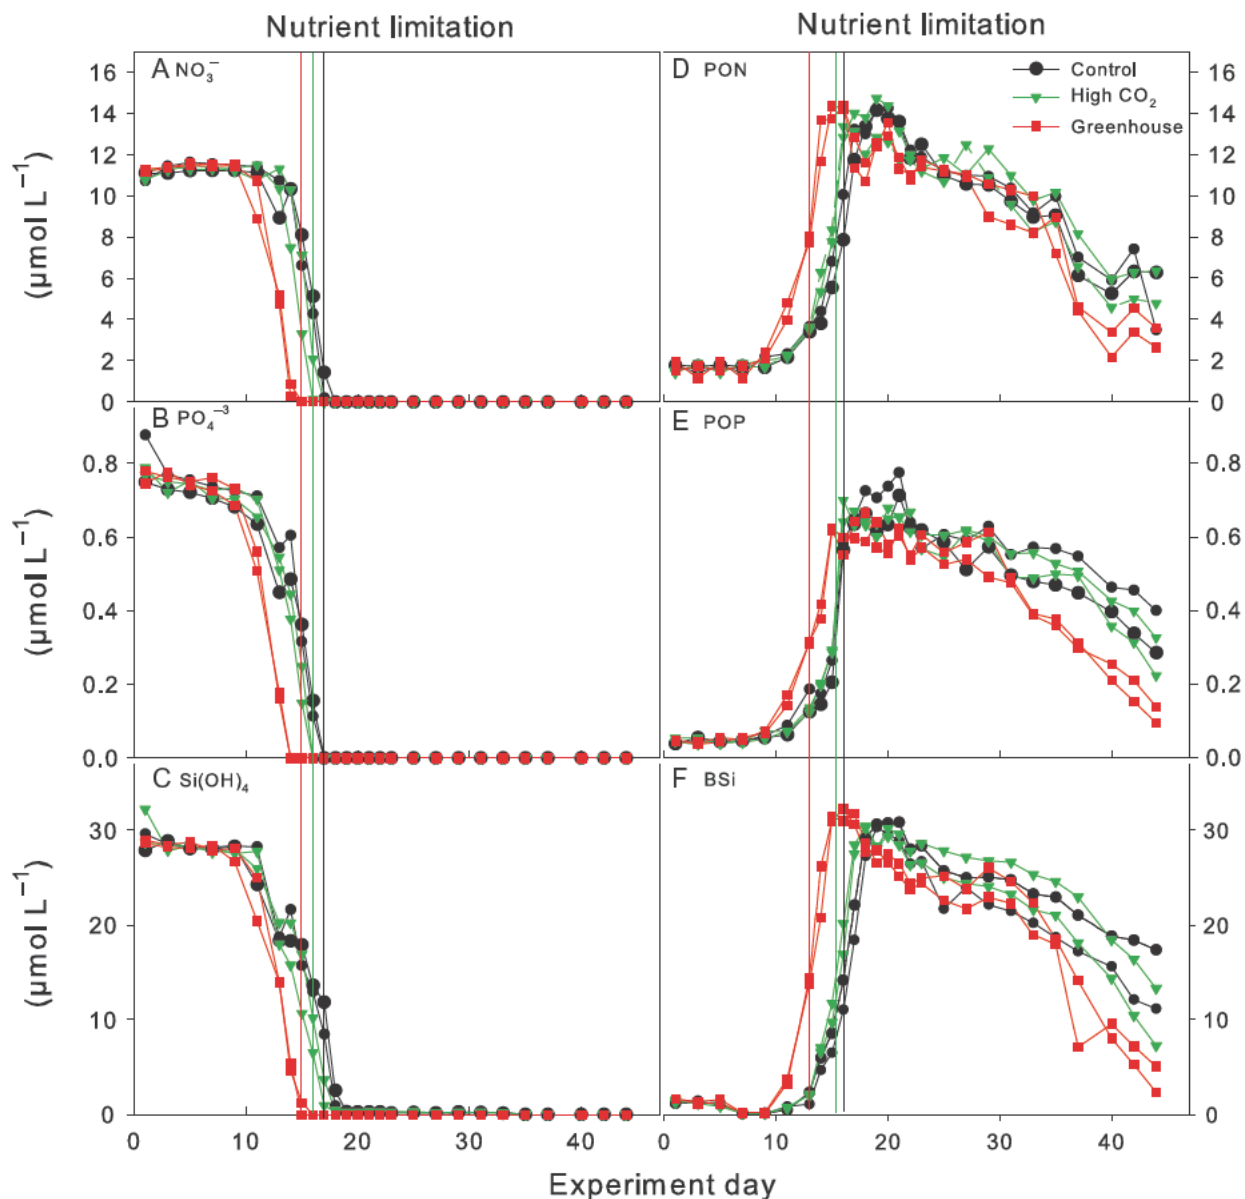 Nutrient limitation
Nutrient limitation
A NO₃⁻
16
14
12
10
8
6
4
2
0
(µmol L⁻¹)
D PON
Control
High CO₂
Greenhouse
16
14
12
10
8
6
4
2
0
B PO₄⁻³
0.8
0.6
0.4
0.2
0.0
(µmol L⁻¹)
E POP
0.8
0.6
0.4
0.2
0.0
C Si(OH)₄
30
20
10
0
(µmol L⁻¹)
F BSi
30
20
10
0
0 10 20 30 40 0 10 20 30 40
Experiment day